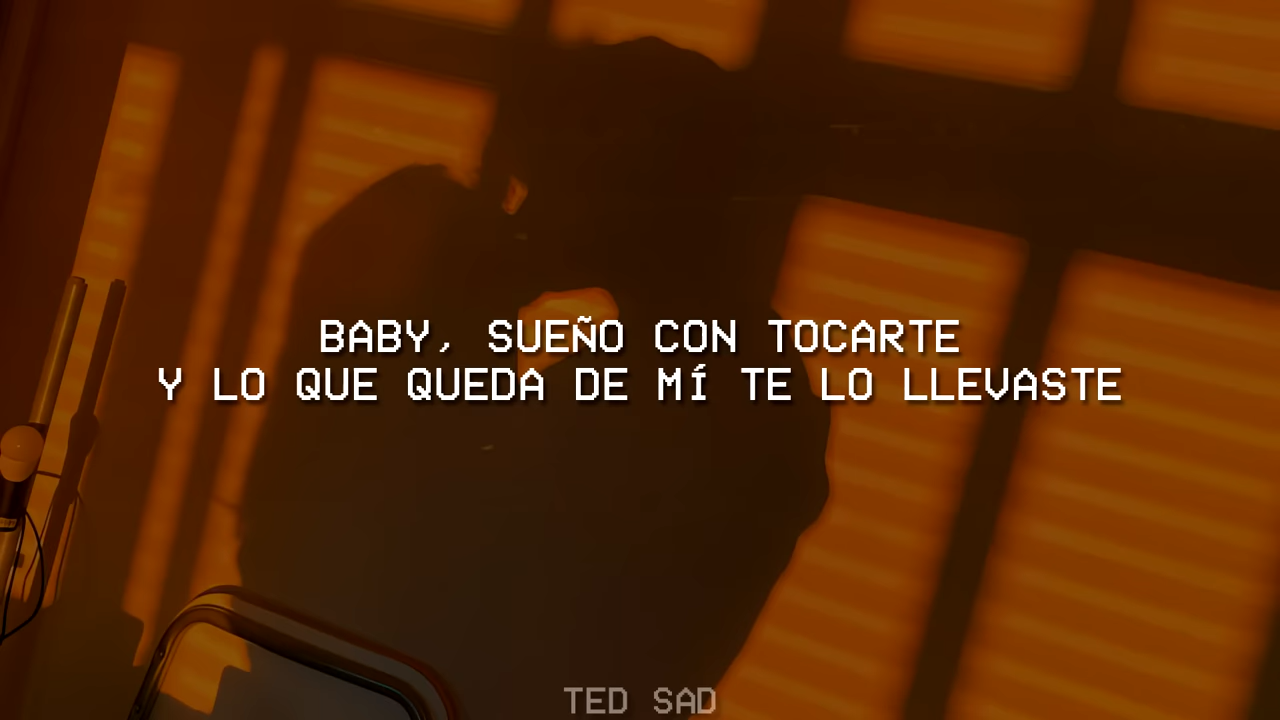 BABY, SUEÑO CON TOCARTE
Y LO QUE QUEDA DE MÍ TE LO LLEVASTE
TED SAD